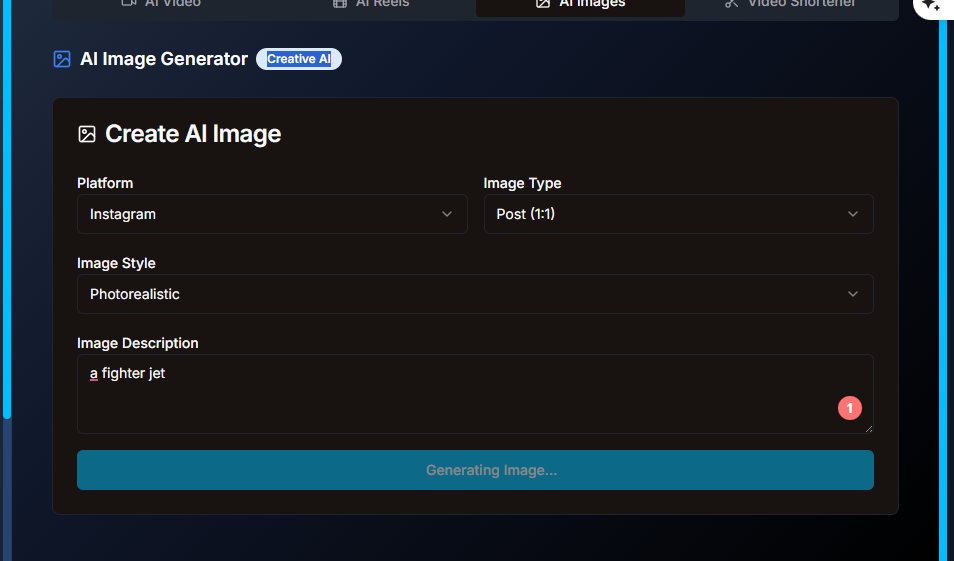 AI Video AI Reels AI Images Video Shortener
AI Image Generator Creative AI
Create AI Image
Platform Image Type
Instagram Post (1:1)
Image Style
Photorealistic
Image Description
a fighter jet
1
Generating Image...